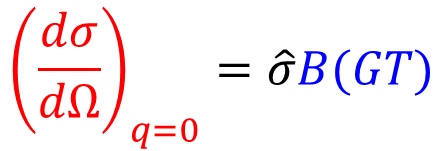 (dσ/dΩ)_{q=0} = σ̂B(GT)